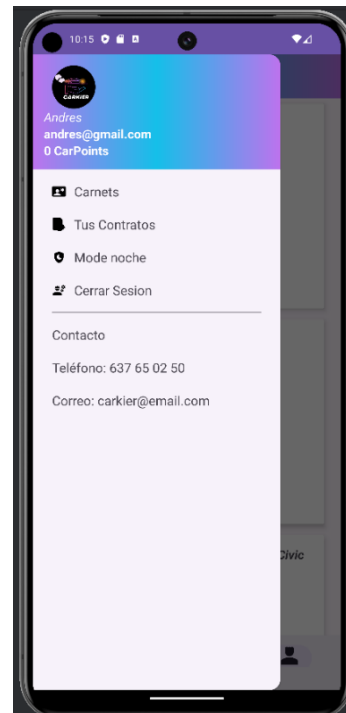 10:15
CARKIER
Andres
andres@gmail.com
0 CarPoints
Carnets
Tus Contratos
Mode noche
Cerrar Sesion
Contacto
Teléfono: 637 65 02 50
Correo: carkier@email.com
Civic